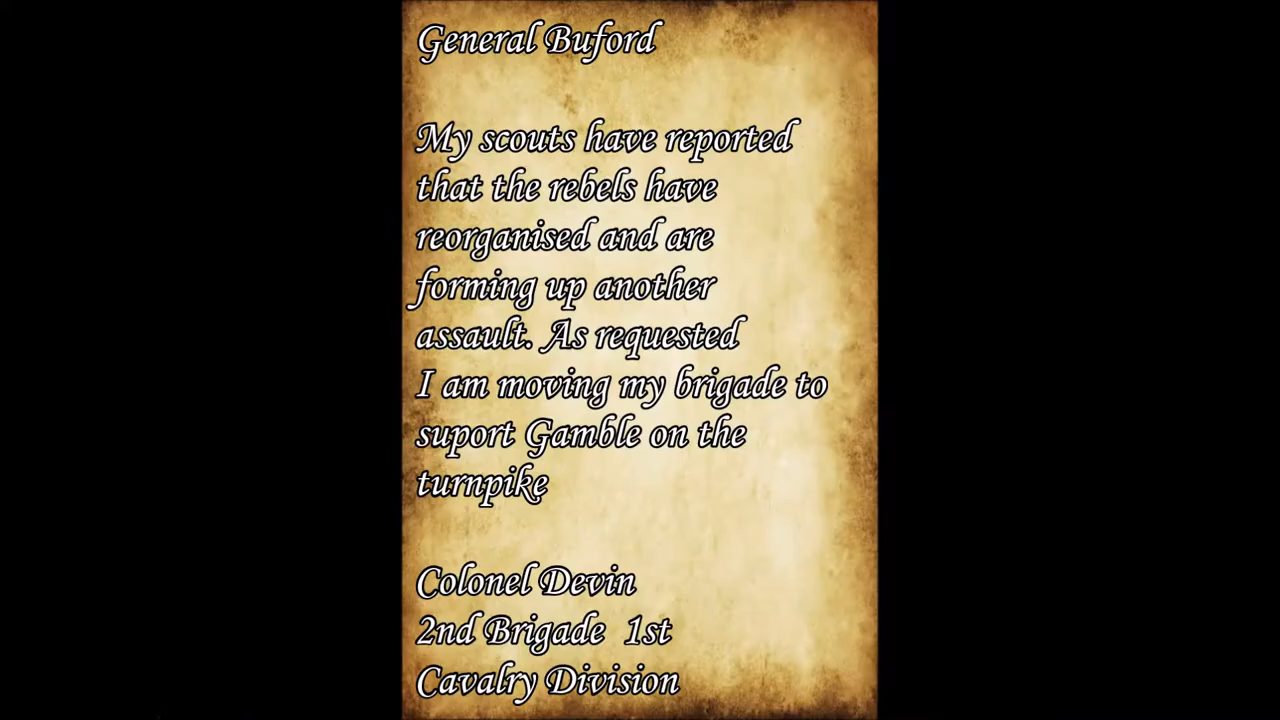 General Buford
My scouts have reported
that the rebels have
reorganised and are
forming up another
assault. As requested
I am moving my brigade to
suport Gamble on the
turnpike
Colonel Devin
2nd Brigade 1st
Cavalry Division